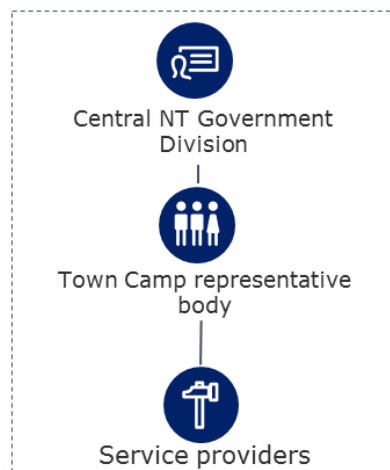 Central NT Government
Division
Town Camp representative
body
Service providers